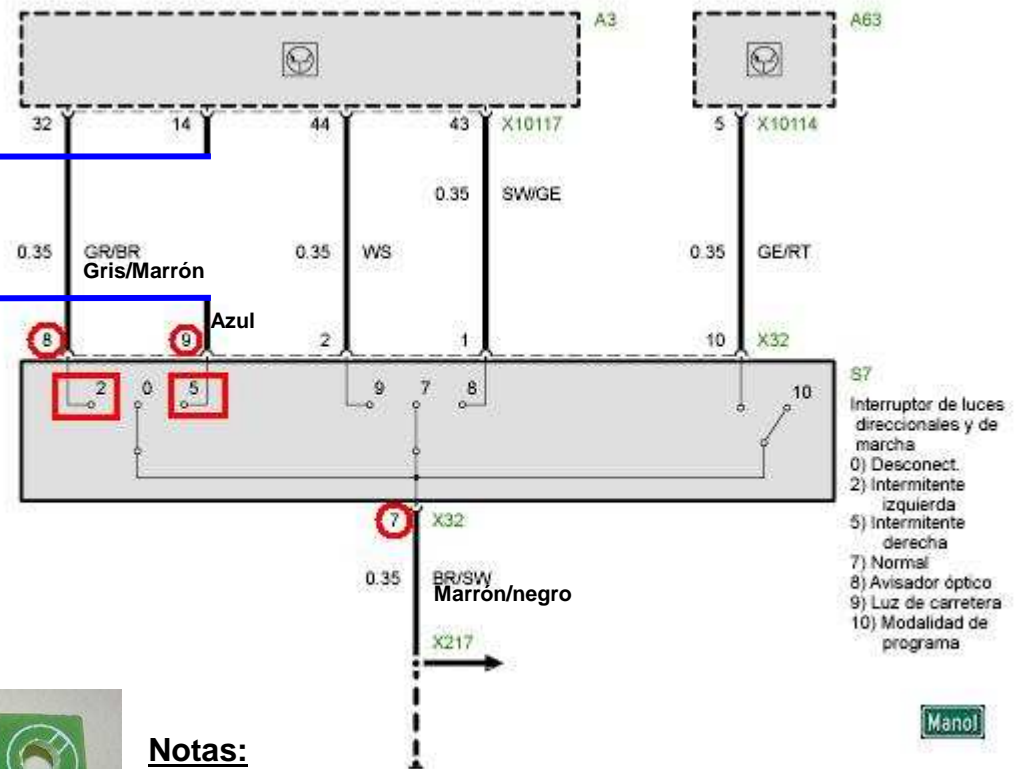 A3
A63
32
14
44
43
X10117
5
X10114
0.35
SW/GE
0.35
GR/BR
Gris/Marrón
0.35
WS
0.35
GE/RT
Azul
8
9
2
1
10
X32
2
0
5
9
7
8
10
S7
Interruptor de luces
direccionales y de
marcha
0) Desconect.
2) Intermitente
izquierda
5) Intermitente
derecha
7) Normal
8) Avisador óptico
9) Luz de carretera
10) Modalidad de
programa
7
X32
0.35
BR/SW
Marrón/negro
X217
Manol
Notas: